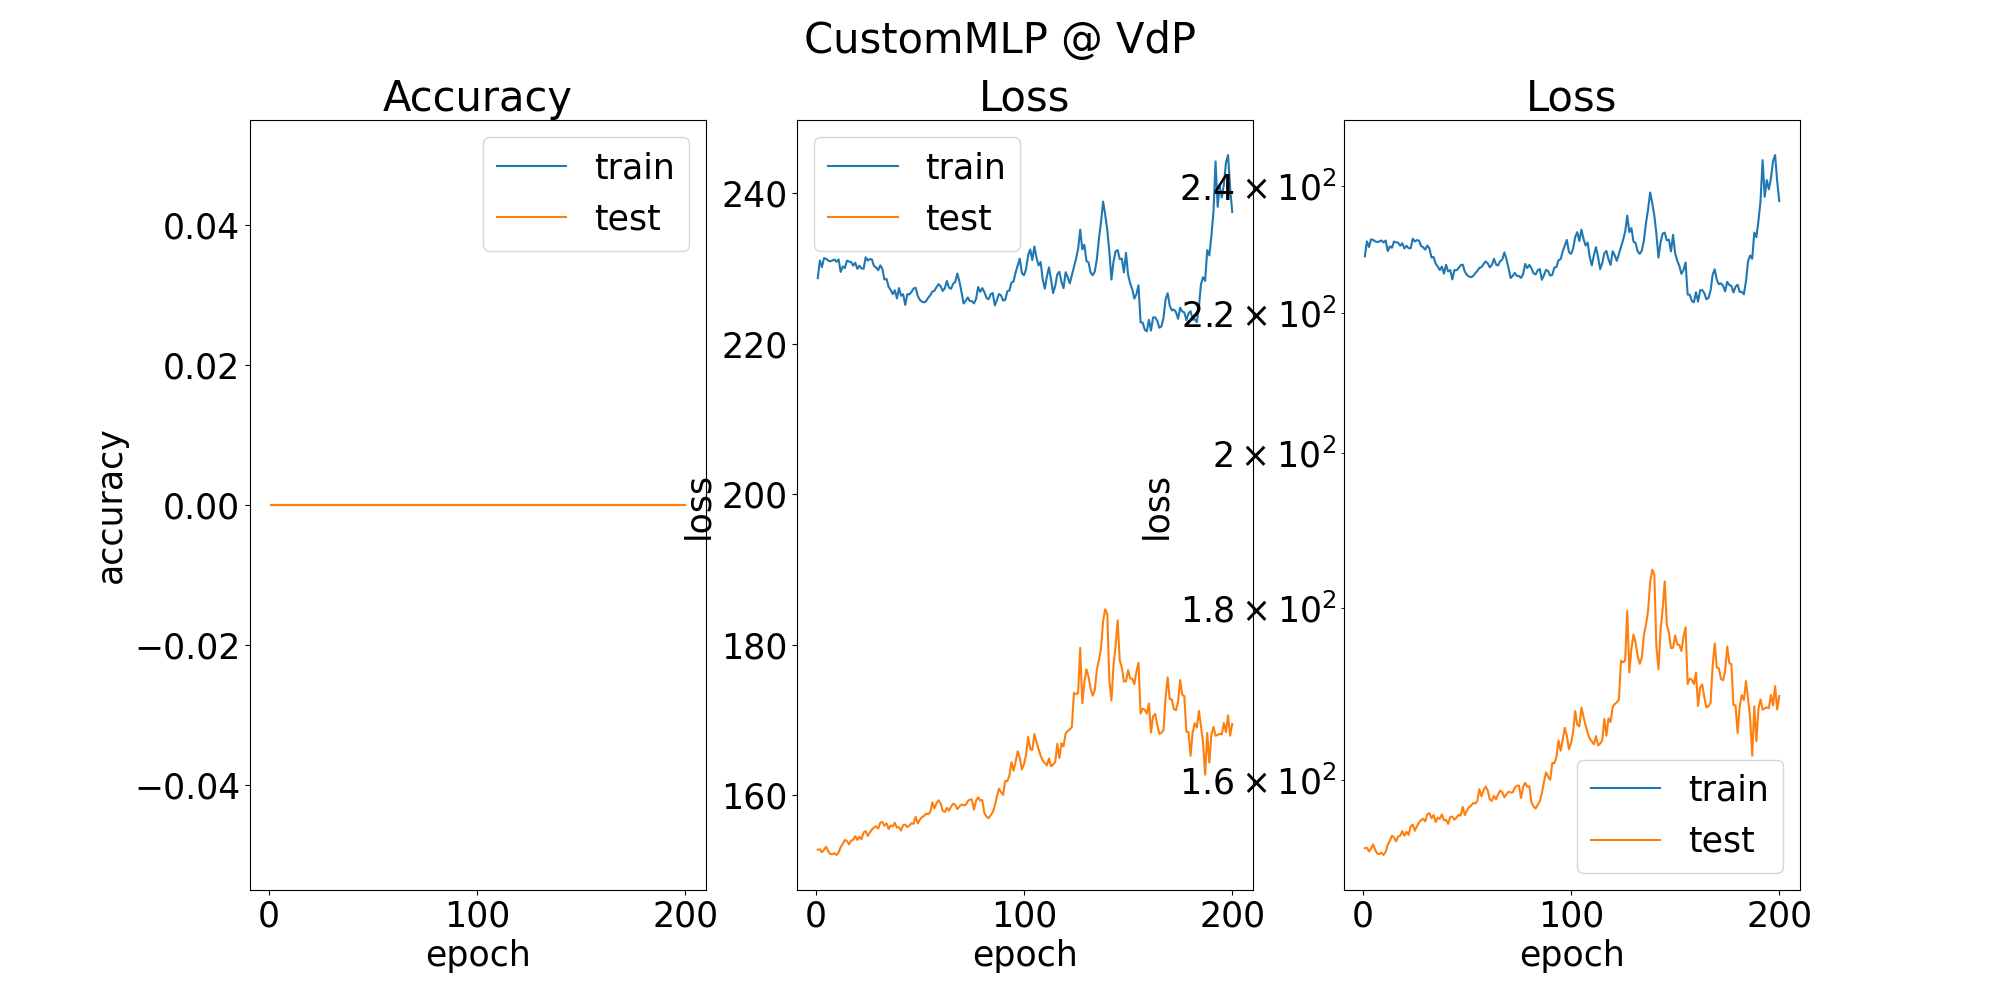 CustomMLP @ VdP
Accuracy
train
test
0.04
0.02
0.00
−0.02
−0.04
accuracy
0
100
200
epoch
Loss
train
test
240
220
200
180
160
loss
0
100
200
epoch
Loss
2.4 × 10²
2.2 × 10²
2 × 10²
1.8 × 10²
1.6 × 10²
loss
train
test
0
100
200
epoch